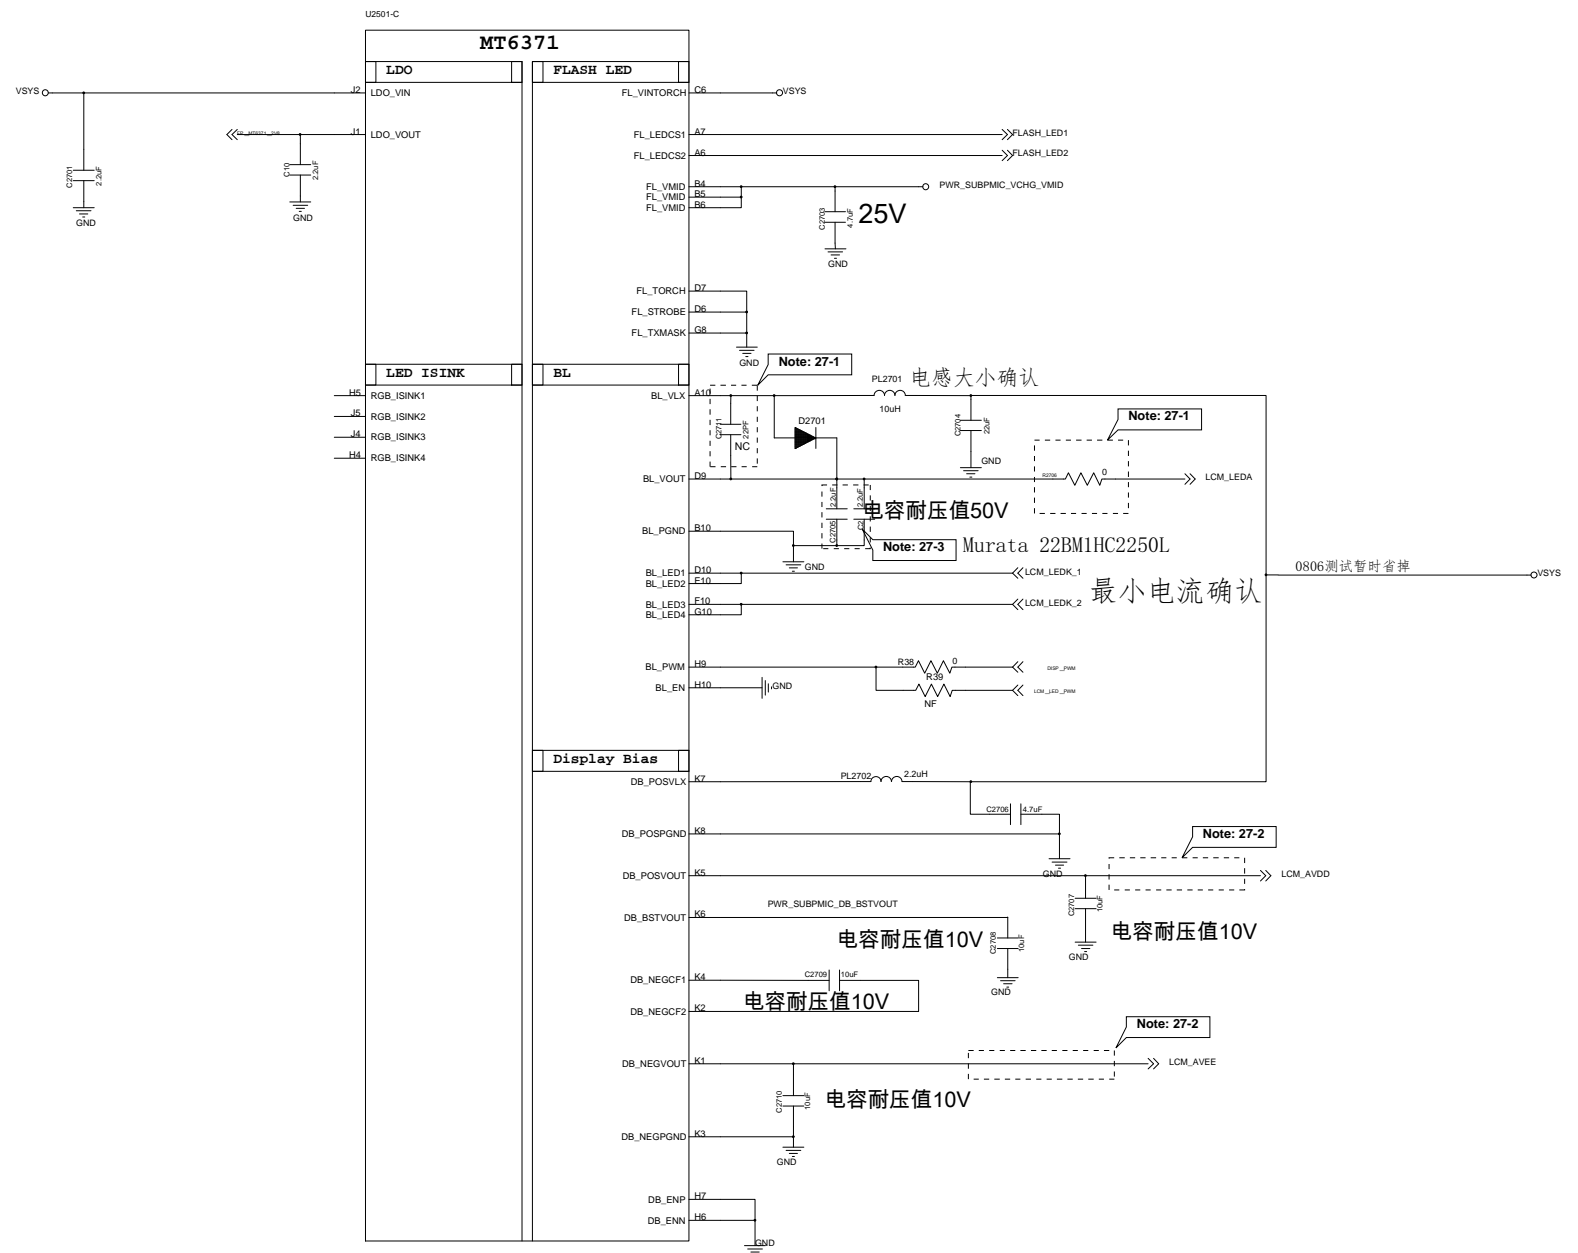 U2501-C
MT6371
LDO
FLASH LED
VSYS
J2
LDO_VIN
FL_VINTORCH
C6
VSYS
J1
LDO_VOUT
FL_LEDCS1
A7
FLASH_LED1
FL_LEDCS2
A6
FLASH_LED2
C2701
2.2uF
GND
C10
2.2uF
GND
FL_VMID
B4
FL_VMID
B5
FL_VMID
B6
PWR_SUBPMIC_VCHG_VMID
C2703
4.7uF
25V
GND
FL_TORCH
D7
FL_STROBE
D6
FL_TXMASK
G8
GND
LED ISINK
BL
Note: 27-1
H5
RGB_ISINK1
J5
RGB_ISINK2
J4
RGB_ISINK3
H4
RGB_ISINK4
BL_VLX
A10
PL2701
10uH
电感大小确认
C2711
22PF
NC
D2701
C2704
22uF
GND
Note: 27-1
BL_VOUT
D9
R2706
0
LCM_LEDA
2.2uF
2.2uF
C2705
C2
电容耐压值50V
BL_PGND
B10
GND
Note: 27-3
Murata 22BM1HC2250L
BL_LED1
D10
BL_LED2
E10
LCM_LEDK_1
BL_LED3
F10
BL_LED4
G10
LCM_LEDK_2
最小电流确认
0806测试暂时省掉
VSYS
BL_PWM
H9
R38
0
DISP_PWM
R39
NF
LCM_LED_PWM
BL_EN
H10
GND
Display Bias
DB_POSVLX
K7
PL2702
2.2uH
C2706
4.7uF
DB_POSPGND
K8
GND
Note: 27-2
DB_POSVOUT
K5
LCM_AVDD
C2707
10uF
GND
电容耐压值10V
DB_BSTVOUT
K6
PWR_SUBPMIC_DB_BSTVOUT
电容耐压值10V
C2708
10uF
GND
DB_NEGCF1
K4
C2709
10uF
电容耐压值10V
DB_NEGCF2
K2
Note: 27-2
DB_NEGVOUT
K1
LCM_AVEE
C2710
10uF
电容耐压值10V
DB_NEGPGND
K3
GND
DB_ENP
H7
DB_ENN
H6
GND